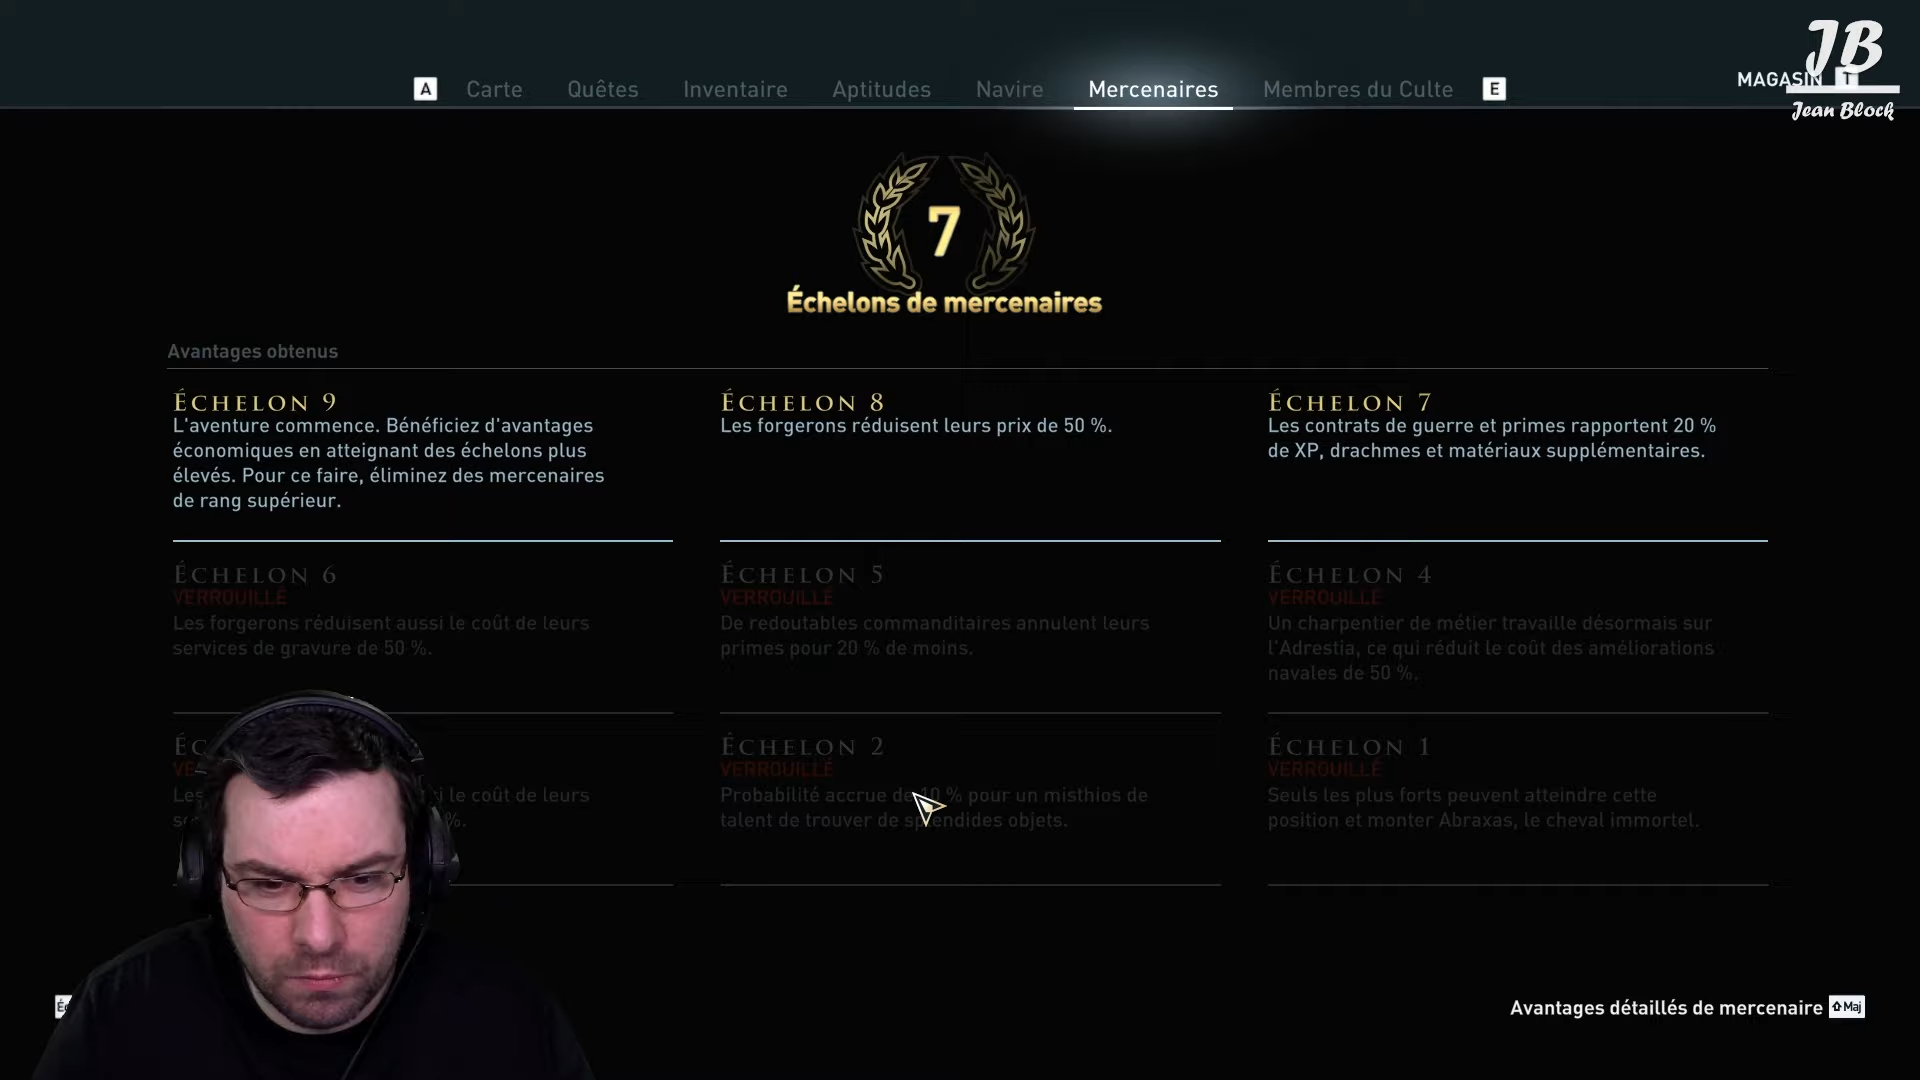 JB
A Carte Quêtes Inventaire Aptitudes Navire Mercenaires Membres du Culte E
MAGASIN T
Jean Block
7
Échelons de mercenaires
Avantages obtenus
ÉCHELON 9
L'aventure commence. Bénéficiez d'avantages
économiques en atteignant des échelons plus
élevés. Pour ce faire, éliminez des mercenaires
de rang supérieur.
ÉCHELON 8
Les forgerons réduisent leurs prix de 50 %.
ÉCHELON 7
Les contrats de guerre et primes rapportent 20 %
de XP, drachmes et matériaux supplémentaires.
ÉCHELON 6
VERROUILLÉ
Les forgerons réduisent aussi le coût de leurs
services de gravure de 50 %.
ÉCHELON 5
VERROUILLÉ
De redoutables commanditaires annulent leurs
primes pour 20 % de moins.
ÉCHELON 4
VERROUILLÉ
Un charpentier de métier travaille désormais sur
l'Adrestia, ce qui réduit le coût des améliorations
navales de 50 %.
Les le coût de leurs
%.
ÉCHELON 2
VERROUILLÉ
Probabilité accrue de 10 % pour un misthios de
talent de trouver de splendides objets.
ÉCHELON 1
VERROUILLÉ
Seuls les plus forts peuvent atteindre cette
position et monter Abraxas, le cheval immortel.
Avantages détaillés de mercenaire Maj